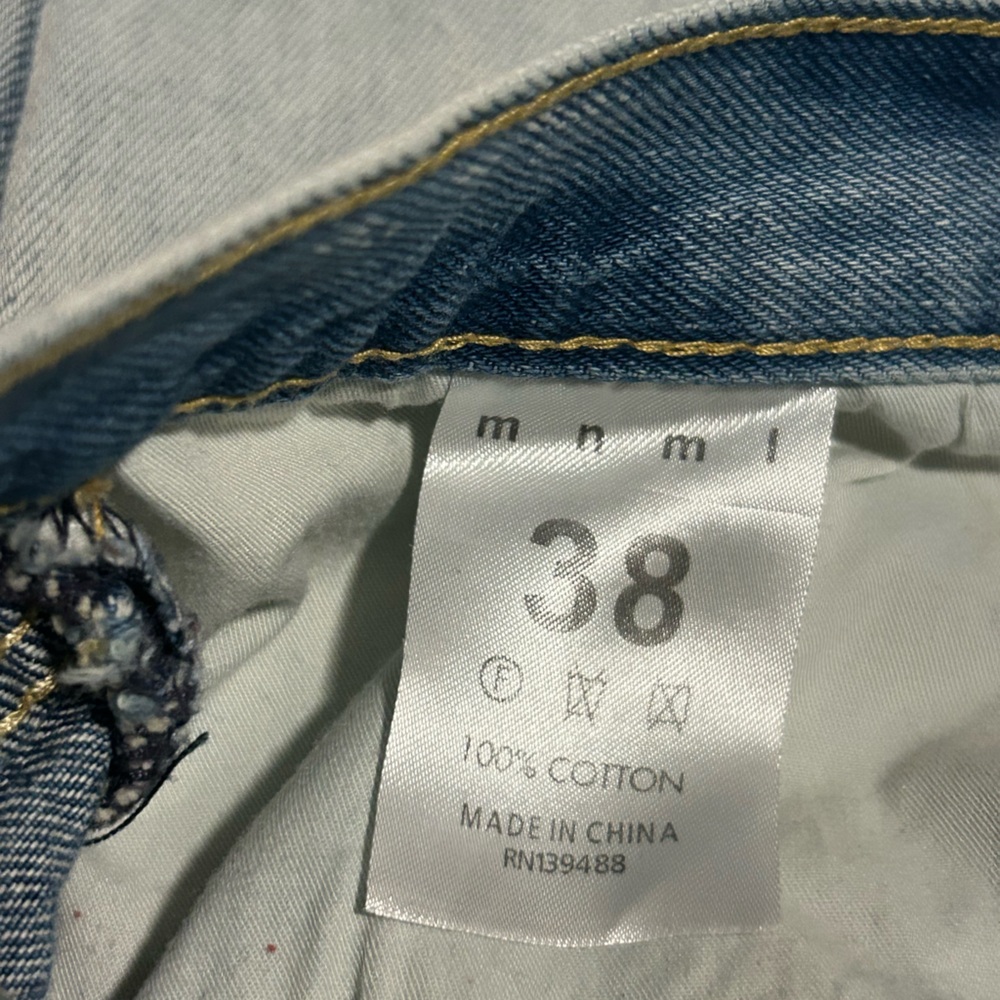 m n m l
38
F
100% COTTON
MADE IN CHINA
RN139488